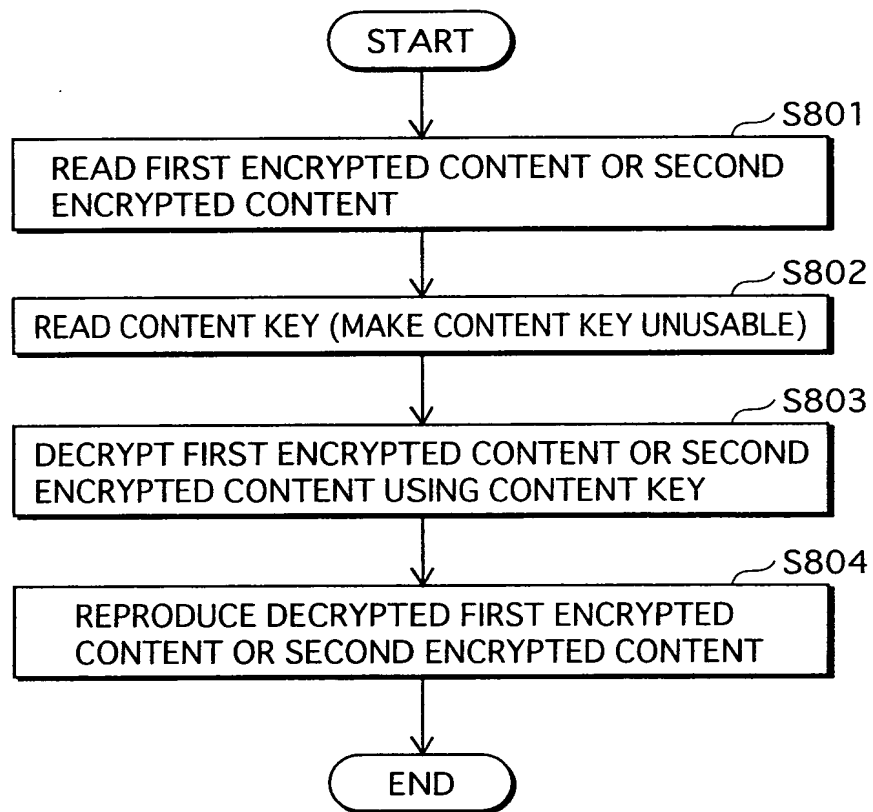 START
S801
READ FIRST ENCRYPTED CONTENT OR SECOND
ENCRYPTED CONTENT
S802
READ CONTENT KEY (MAKE CONTENT KEY UNUSABLE)
S803
DECRYPT FIRST ENCRYPTED CONTENT OR SECOND
ENCRYPTED CONTENT USING CONTENT KEY
S804
REPRODUCE DECRYPTED FIRST ENCRYPTED
CONTENT OR SECOND ENCRYPTED CONTENT
END